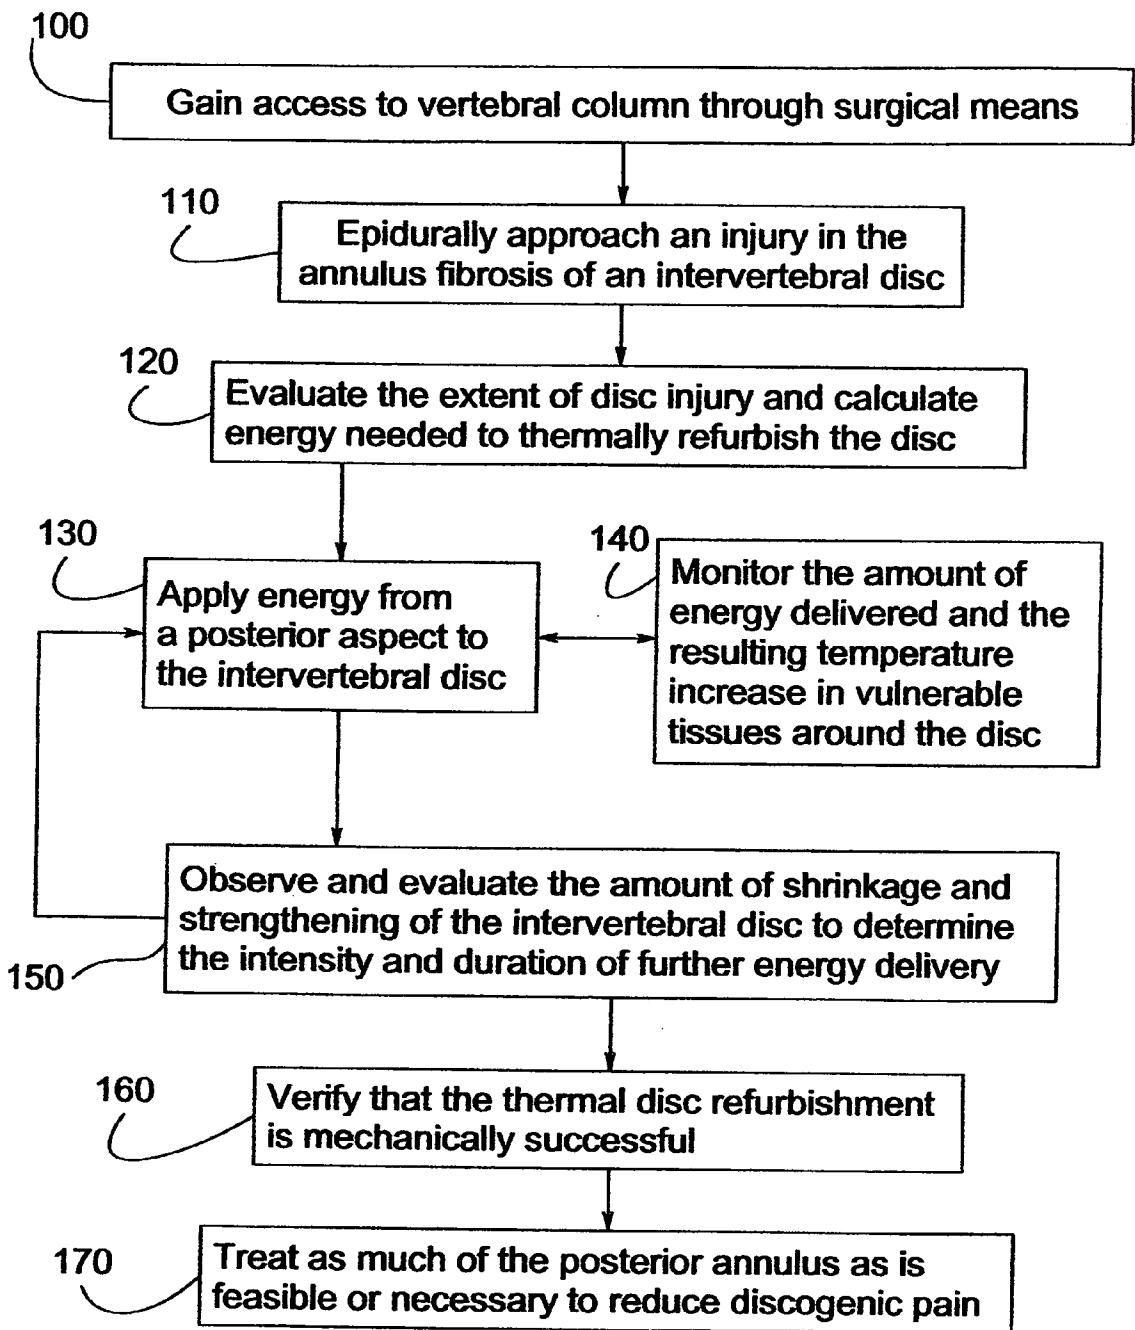 100
Gain access to vertebral column through surgical means
110
Epidurally approach an injury in the
annulus fibrosis of an intervertebral disc
120
Evaluate the extent of disc injury and calculate
energy needed to thermally refurbish the disc
130
Apply energy from
a posterior aspect to
the intervertebral disc
140
Monitor the amount of
energy delivered and the
resulting temperature
increase in vulnerable
tissues around the disc
150
Observe and evaluate the amount of shrinkage and
strengthening of the intervertebral disc to determine
the intensity and duration of further energy delivery
160
Verify that the thermal disc refurbishment
is mechanically successful
170
Treat as much of the posterior annulus as is
feasible or necessary to reduce discogenic pain